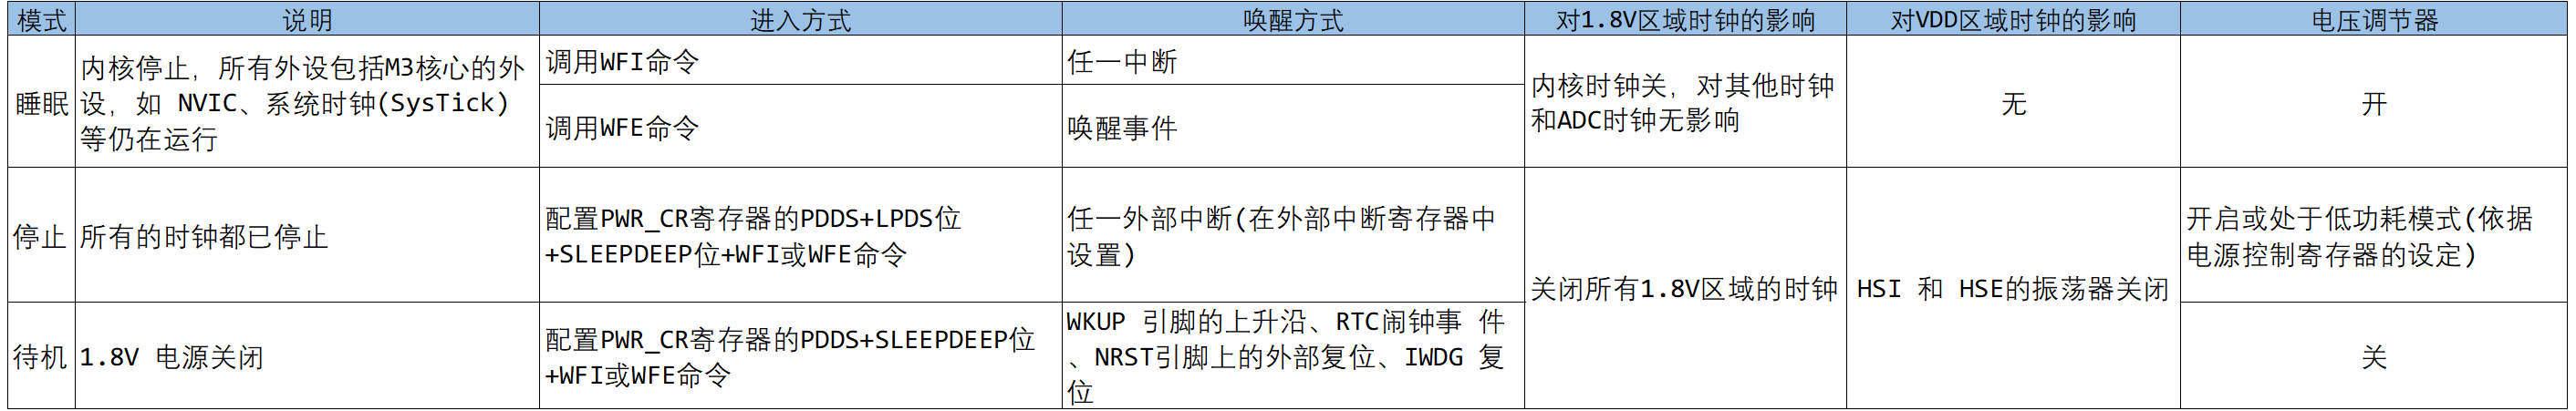 模式
说明
进入方式
唤醒方式
对1.8V区域时钟的影响
对VDD区域时钟的影响
电压调节器
睡眠
内核停止，所有外设包括M3核心的外
设，如 NVIC、系统时钟(SysTick)
等仍在运行
调用WFI命令
任一中断
调用WFE命令
唤醒事件
内核时钟关，对其他时钟
和ADC时钟无影响
无
开
停止
所有的时钟都已停止
配置PWR_CR寄存器的PDDS+LPDS位
+SLEEPDEEP位+WFI或WFE命令
任一外部中断(在外部中断寄存器中
设置)
关闭所有1.8V区域的时钟
HSI 和 HSE的振荡器关闭
开启或处于低功耗模式(依据
电源控制寄存器的设定)
待机
1.8V 电源关闭
配置PWR_CR寄存器的PDDS+SLEEPDEEP位
+WFI或WFE命令
WKUP 引脚的上升沿、RTC闹钟事 件
、NRST引脚上的外部复位、IWDG 复
位
关